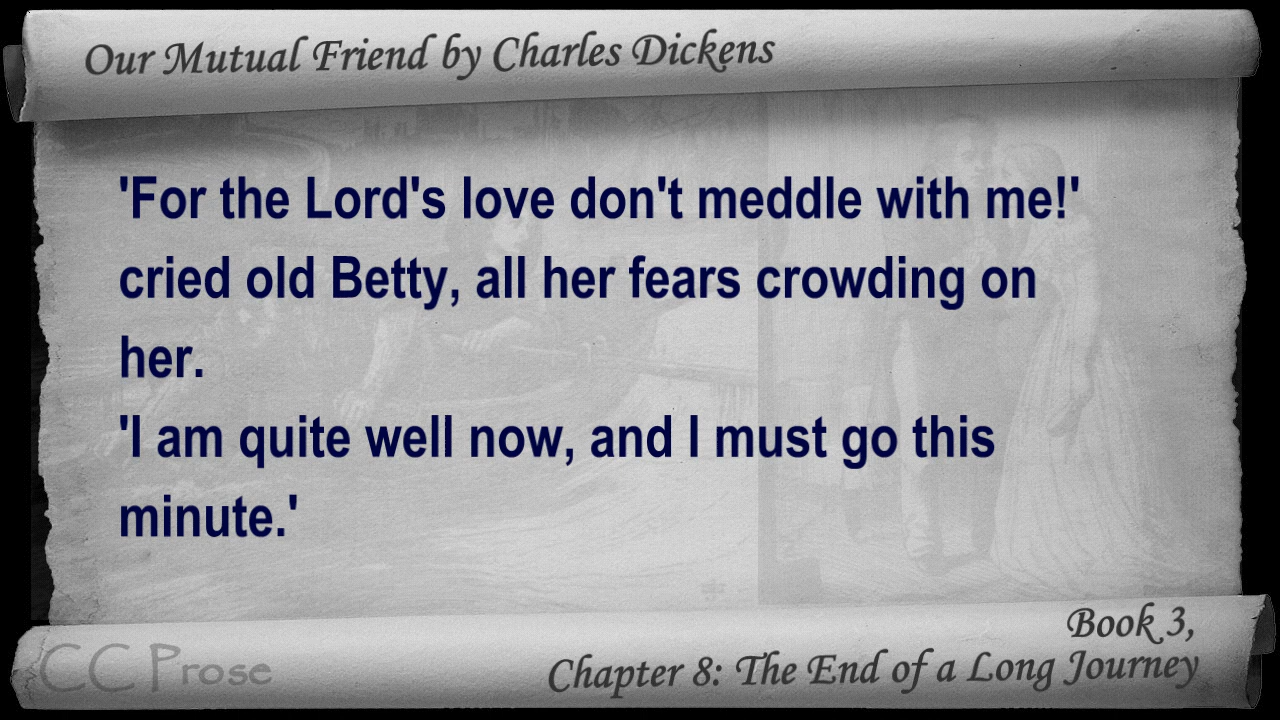 Our Mutual Friend by Charles Dickens
'For the Lord's love don't meddle with me!'
cried old Betty, all her fears crowding on
her.
'I am quite well now, and I must go this
minute.'
Book 3,
Chapter 8: The End of a Long Journey
CC Prose